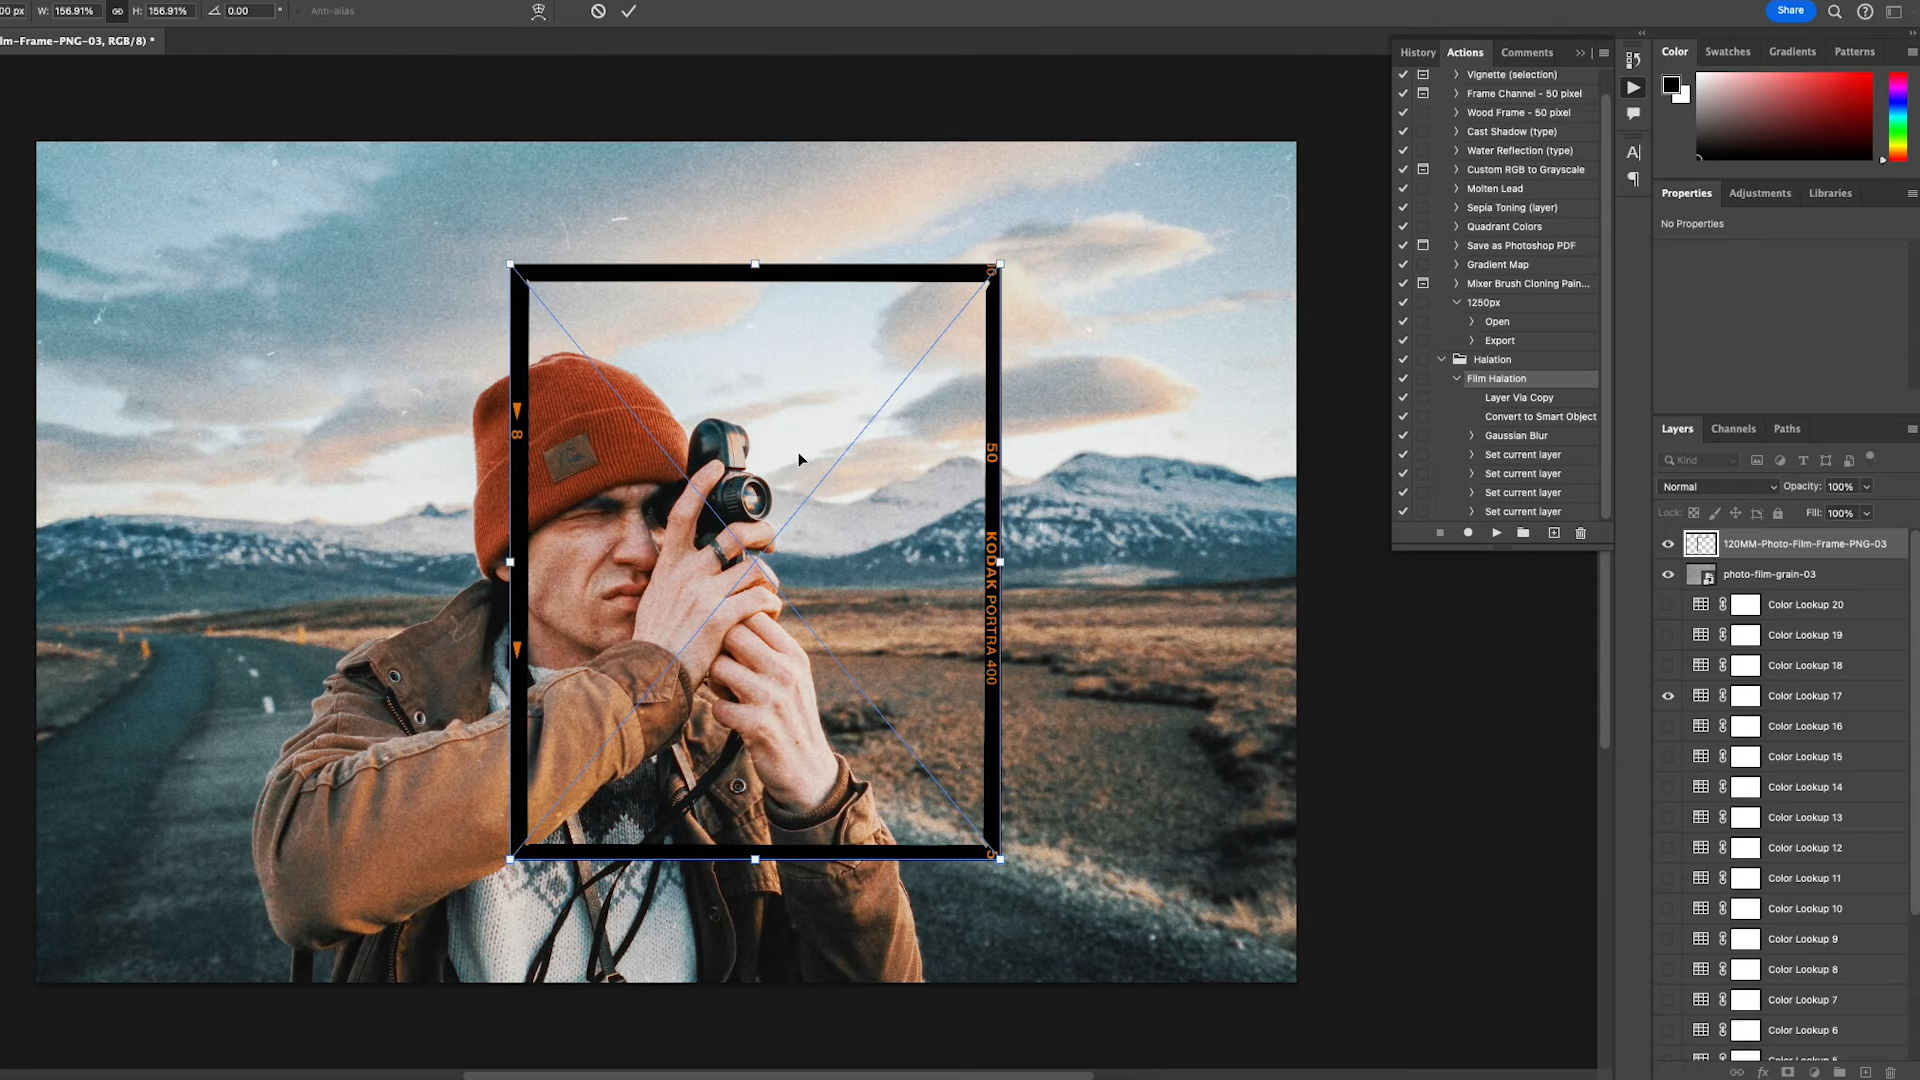 00 px W: 156.91% H: 156.91% 0.00 ° Anti-alias
Share
lm-Frame-PNG-03, RGB/8) *
History Actions Comments
Vignette (selection)
Frame Channel - 50 pixel
Wood Frame - 50 pixel
Cast Shadow (type)
Water Reflection (type)
Custom RGB to Grayscale
Molten Lead
Sepia Toning (layer)
Quadrant Colors
Save as Photoshop PDF
Gradient Map
Mixer Brush Cloning Pain...
1250px
Open
Export
Halation
Film Halation
Layer Via Copy
Convert to Smart Object
Gaussian Blur
Set current layer
Set current layer
Set current layer
Set current layer
Color Swatches Gradients Patterns
Properties Adjustments Libraries
No Properties
Layers Channels Paths
Kind
Normal Opacity: 100%
Lock: Fill: 100%
120MM-Photo-Film-Frame-PNG-03
photo-film-grain-03
Color Lookup 20
Color Lookup 19
Color Lookup 18
Color Lookup 17
Color Lookup 16
Color Lookup 15
Color Lookup 14
Color Lookup 13
Color Lookup 12
Color Lookup 11
Color Lookup 10
Color Lookup 9
Color Lookup 8
Color Lookup 7
Color Lookup 6
fx
8
50
KODAK PORTRA 400